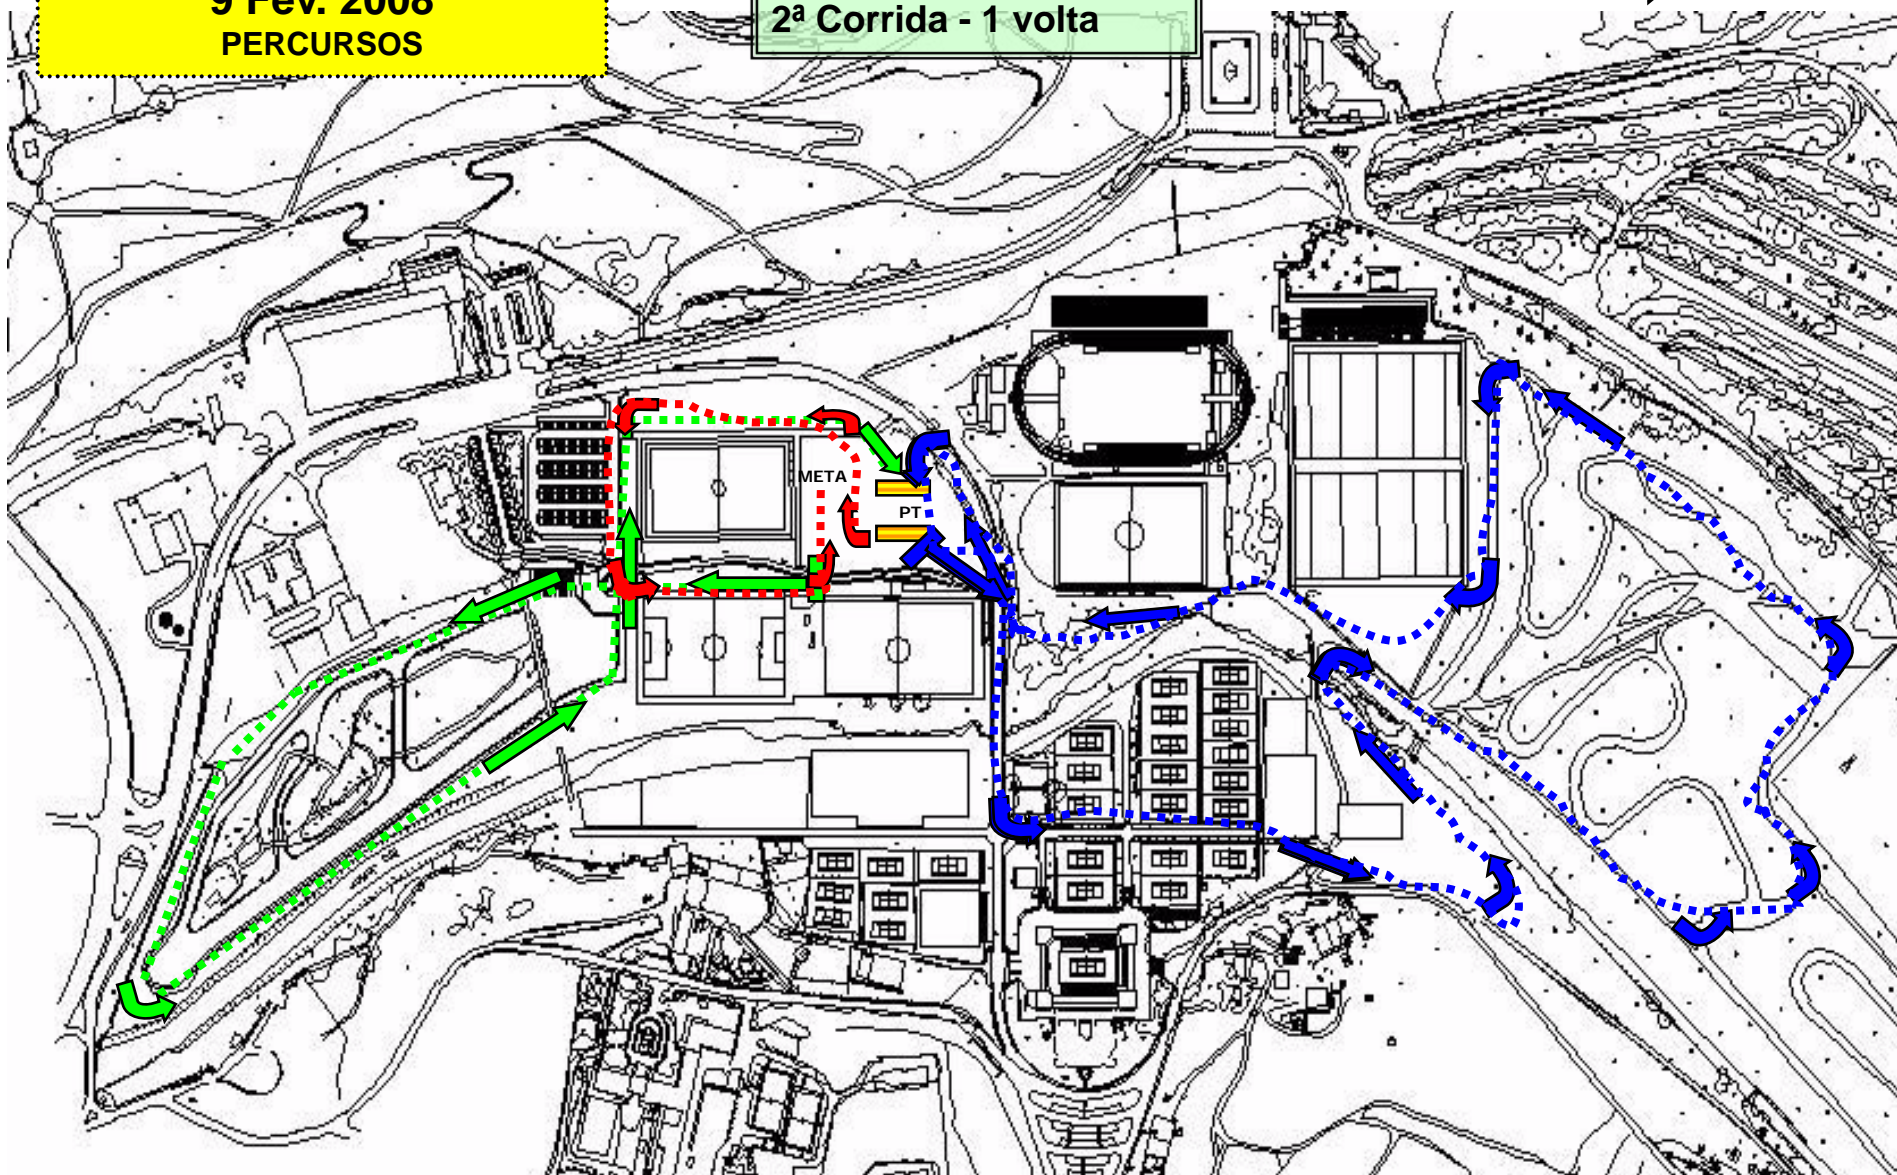 9 Fev. 2008
PERCURSOS
2ª Corrida - 1 volta
META
PT